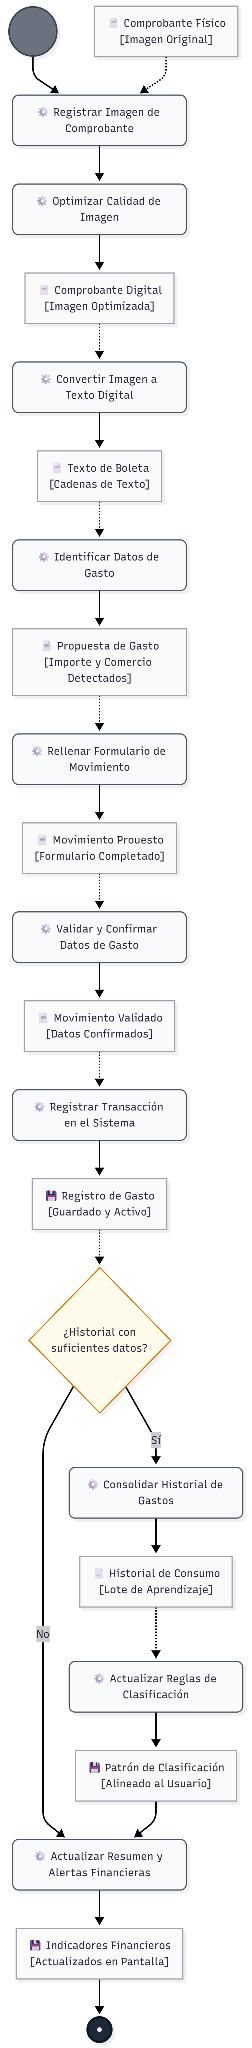 Comprobante Físico
[Imagen Original]
Registrar Imagen de
Comprobante
Optimizar Calidad de
Imagen
Comprobante Digital
[Imagen Optimizada]
Convertir Imagen a
Texto Digital
Texto de Boleta
[Cadenas de Texto]
Identificar Datos de
Gasto
Propuesta de Gasto
[Importe y Comercio
Detectados]
Rellenar Formulario de
Movimiento
Movimiento Prouesto
[Formulario Completado]
Validar y Confirmar
Datos de Gasto
Movimiento Validado
[Datos Confirmados]
Registrar Transacción
en el Sistema
Registro de Gasto
[Guardado y Activo]
¿Historial con
suficientes datos?
Sí
Consolidar Historial de
Gastos
Historial de Consumo
[Lote de Aprendizaje]
No
Actualizar Reglas de
Clasificación
Patrón de Clasificación
[Alineado al Usuario]
Actualizar Resumen y
Alertas Financieras
Indicadores Financieros
[Actualizados en Pantalla]